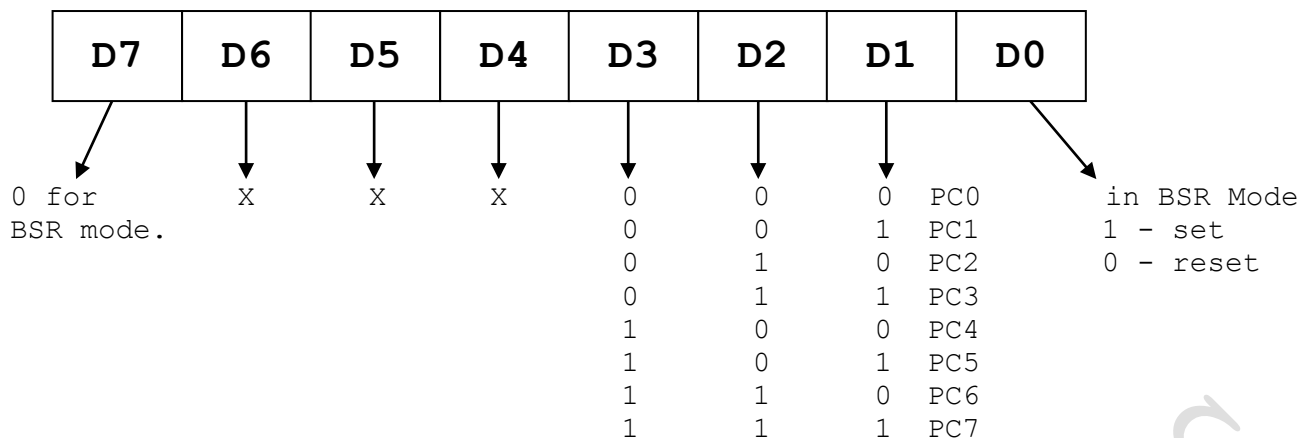 D7 D6 D5 D4 D3 D2 D1 D0
0 for X X X 0 0 0 PC0 in BSR Mode
BSR mode. 0 0 1 PC1 1 - set
0 1 0 PC2 0 - reset
0 1 1 PC3
1 0 0 PC4
1 0 1 PC5
1 1 0 PC6
1 1 1 PC7